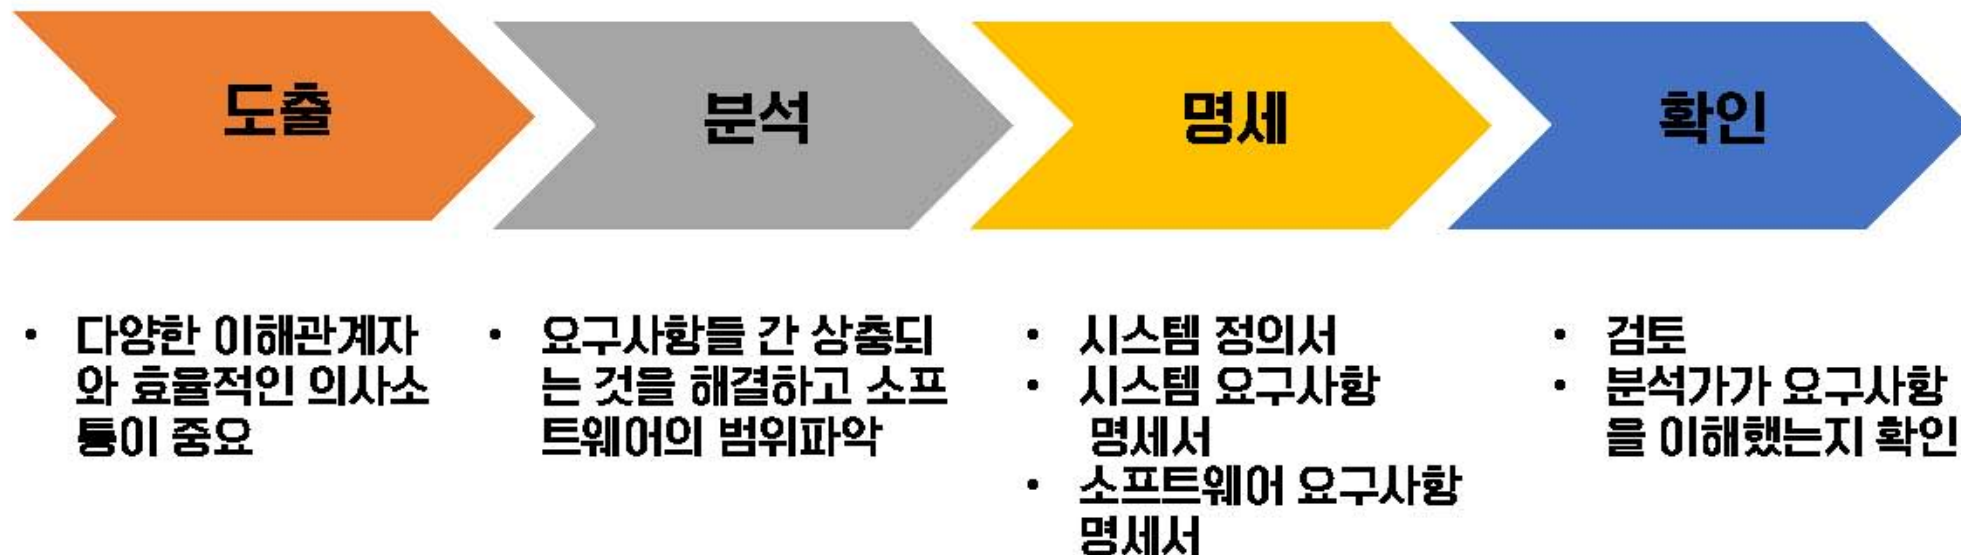 도출
분석
명세
확인
• 다양한 이해관계자
와 효율적인 의사소
통이 중요
• 요구사항들 간 상충되
는 것을 해결하고 소프
트웨어의 범위파악
• 시스템 정의서
• 시스템 요구사항
명세서
• 소프트웨어 요구사항
명세서
• 검토
• 분석가가 요구사항
을 이해했는지 확인